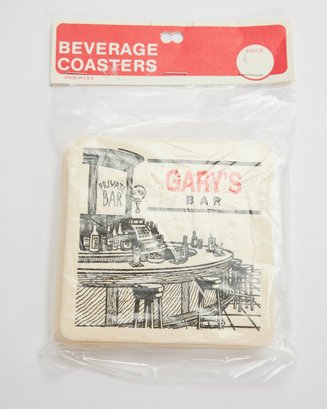 BEVERAGE
COASTERS
MADE IN U.S.A.
PRICE
PRIVATE
BAR
GARY'S
BAR